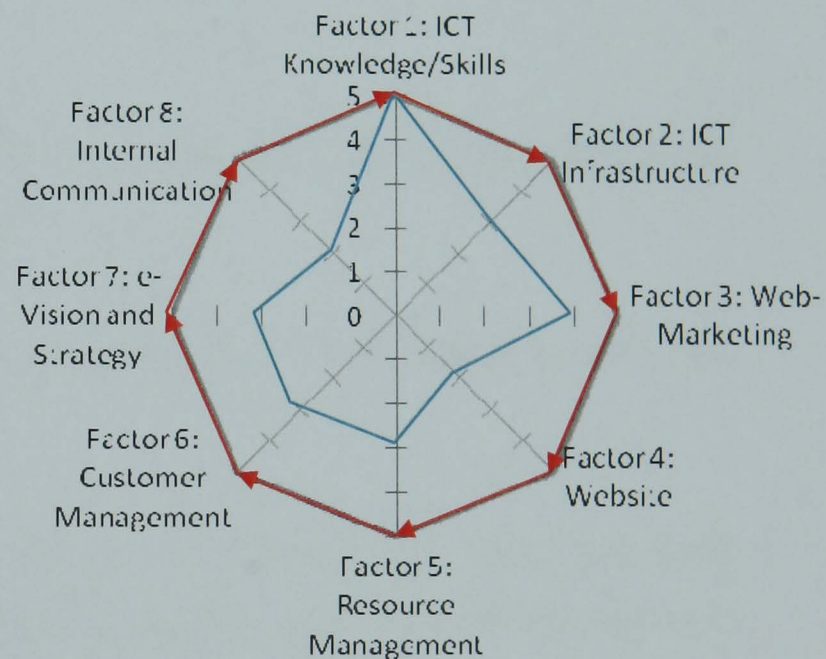 Factor 1: ICT
Knowledge/Skills
Factor 2: ICT
Infrastructure
Factor 3: Web-
Marketing
Factor 4:
Website
Factor 5:
Resource
Management
Factor 6:
Customer
Management
Factor 7: e-
Vision and
Strategy
Factor 8:
Internal
Communication
5
4
3
2
1
0